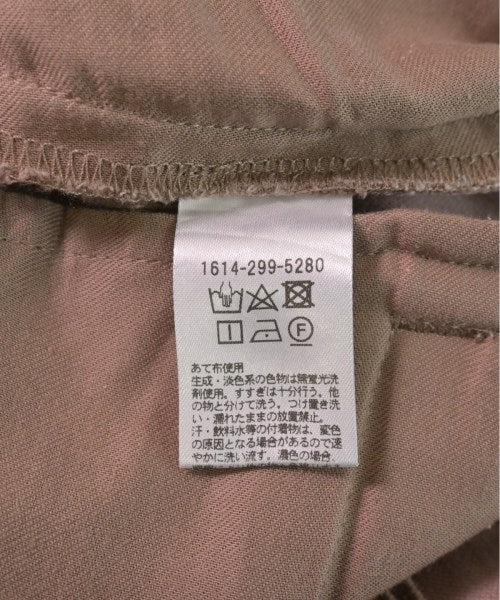 1614-299-5280
F
あて布使用
生成・淡色系の色物は無蛍光洗
剤使用。すすぎは十分行う。他
の物と分けて洗う。つけ置き洗
い・濡れたままの放置禁止。
汗・飲料水等の付着物は、変色
の原因となる場合があるので速
やかに洗い流す。濃色の場合、